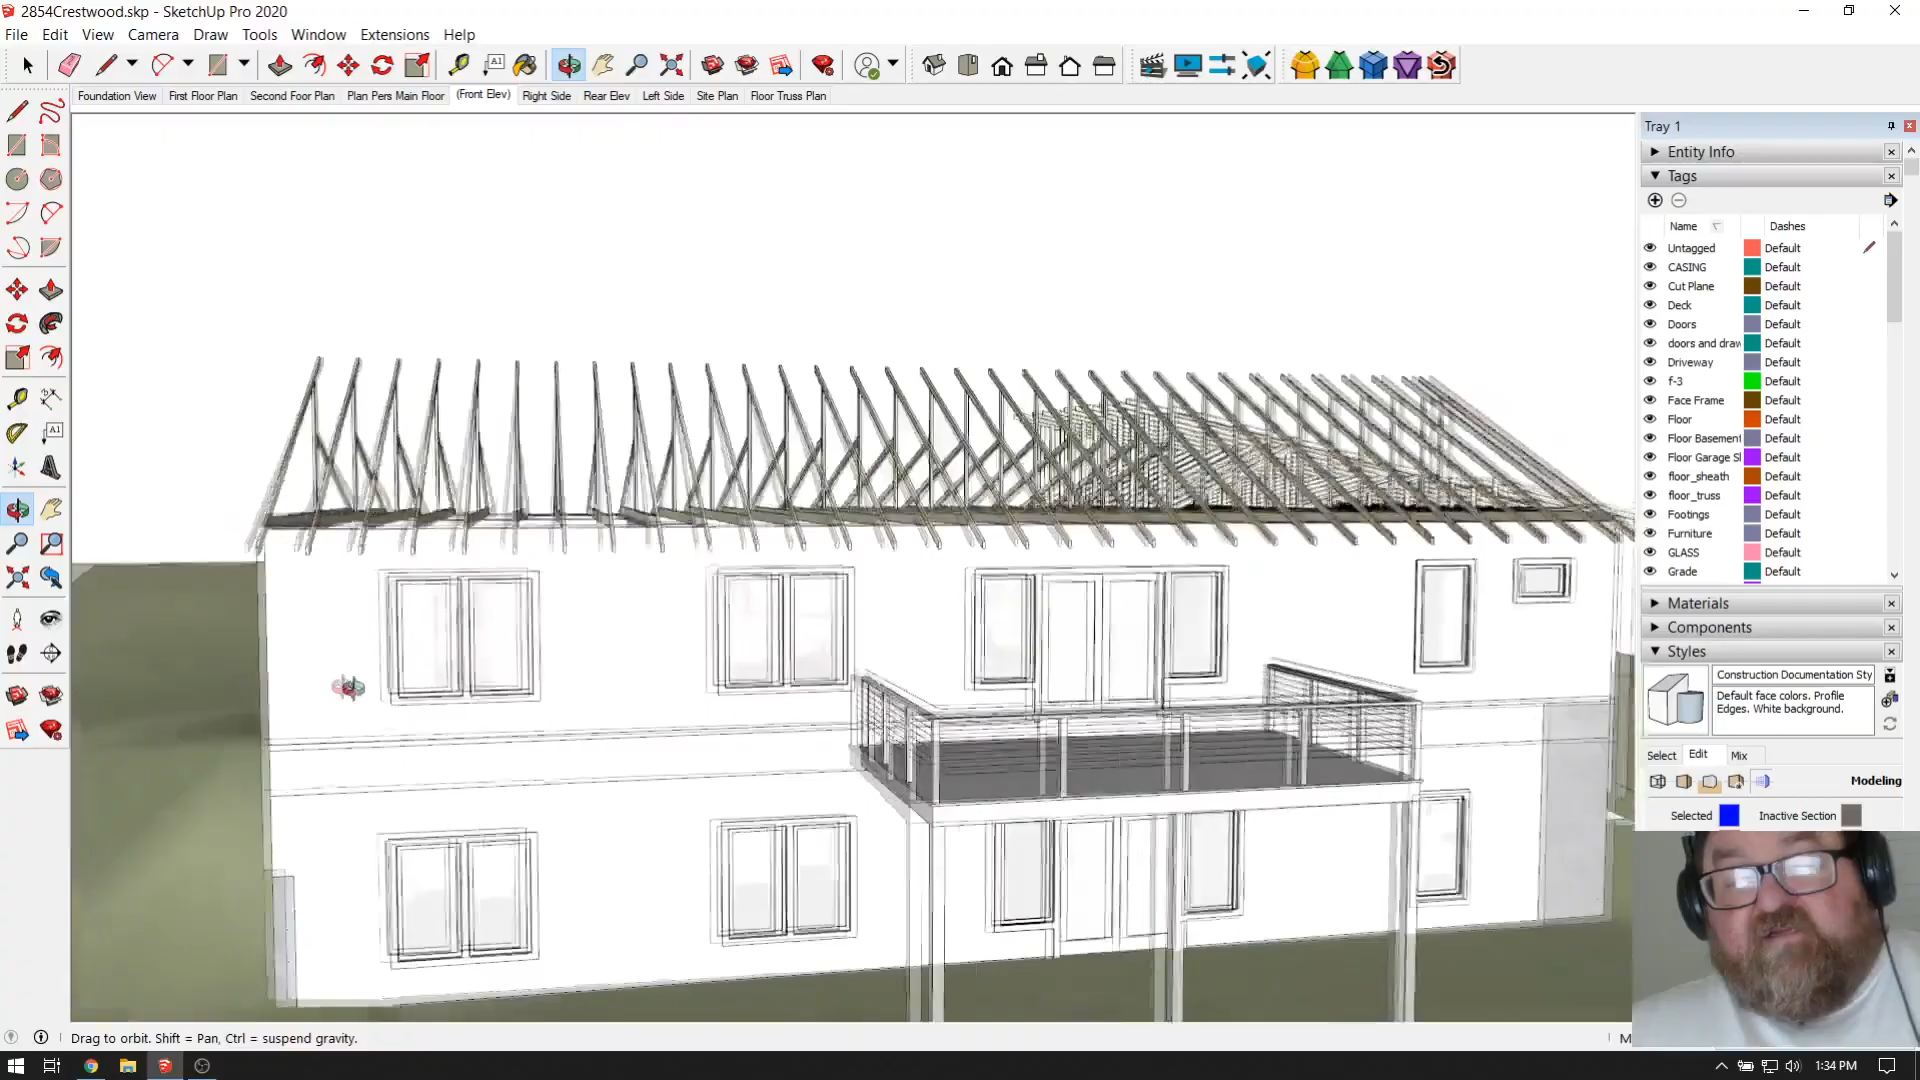 2854Crestwood.skp - SketchUp Pro 2020
File Edit View Camera Draw Tools Window Extensions Help
Foundation View First Floor Plan Second Foor Plan Plan Pers Main Floor (Front Elev) Right Side Rear Elev Left Side Site Plan Floor Truss Plan
Tray 1
Entity Info
Tags
Name Dashes
Untagged Default
CASING Default
Cut Plane Default
Deck Default
Doors Default
doors and draw Default
Driveway Default
f-3 Default
Face Frame Default
Floor Default
Floor Basement Default
Floor Garage Sl Default
floor_sheath Default
floor_truss Default
Footings Default
Furniture Default
GLASS Default
Grade Default
Materials
Components
Styles
Construction Documentation Sty
Default face colors. Profile
Edges. White background.
Select Edit Mix
Modeling
Selected Inactive Section
Drag to orbit. Shift = Pan, Ctrl = suspend gravity.
M
1:34 PM